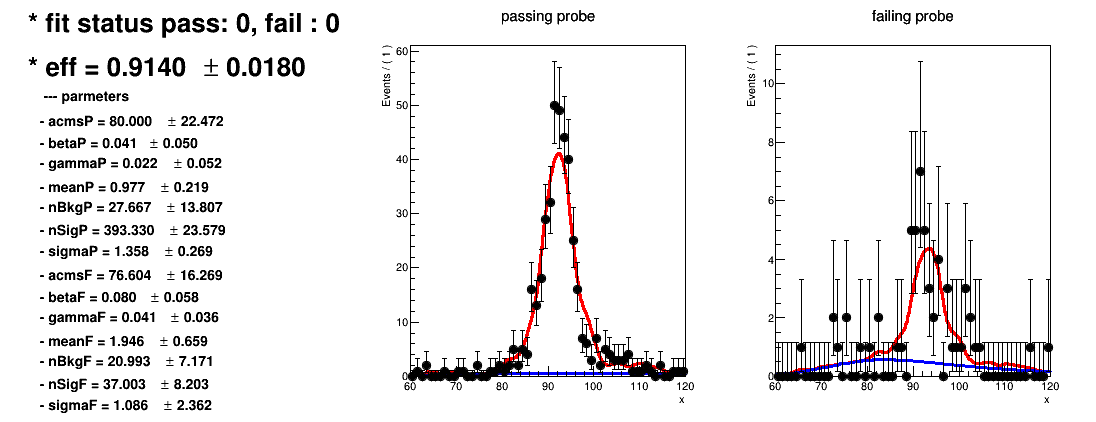 * fit status pass: 0, fail : 0
* eff = 0.9140 ± 0.0180
--- parmeters
- acmsP = 80.000 ± 22.472
- betaP = 0.041 ± 0.050
- gammaP = 0.022 ± 0.052
- meanP = 0.977 ± 0.219
- nBkgP = 27.667 ± 13.807
- nSigP = 393.330 ± 23.579
- sigmaP = 1.358 ± 0.269
- acmsF = 76.604 ± 16.269
- betaF = 0.080 ± 0.058
- gammaF = 0.041 ± 0.036
- meanF = 1.946 ± 0.659
- nBkgF = 20.993 ± 7.171
- nSigF = 37.003 ± 8.203
- sigmaF = 1.086 ± 2.362
passing probe
Events / ( 1 )
60
50
40
30
20
10
0
60 70 80 90 100 110 120
x
failing probe
Events / ( 1 )
10
8
6
4
2
0
60 70 80 90 100 110 120
x